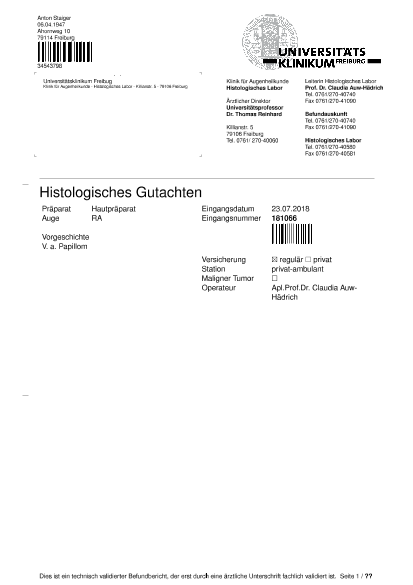 Anton Staiger
05.04.1947
Ahornweg 10
79114 Freiburg
34543798
UNIVERSITÄTS
KLINIKUM FREIBURG
Universitätsklinikum Freibug
Klinik für Augenheilkunde · Histologisches Labor · Killianstr. 5 · 79106 Freiburg
Klinik für Augenheilkunde
Histologisches Labor
Ärztlicher Direktor
Universitätsprofessor
Dr. Thomas Reinhard
Killianstr. 5
79106 Freiburg
Tel. 0761/ 270-40060
Leiterin Histologisches Labor
Prof. Dr. Claudia Auw-Hädrich
Tel. 0761/270-40740
Fax 0761/270-41090
Befundauskunft
Tel. 0761/270-40740
Fax 0761/270-41090
Histologisches Labor
Tel. 0761/270-40580
Fax 0761/270-40581
Histologisches Gutachten
Präparat Hautpräparat
Auge RA
Vorgeschichte
V. a. Papillom
Eingangsdatum 23.07.2018
Eingangsnummer 181066
Versicherung ☒ regulär ☐ privat
Station privat-ambulant
Maligner Tumor ☐
Operateur Apl.Prof.Dr. Claudia Auw-
Hädrich
Dies ist ein technisch validierter Befundbericht, der erst durch eine ärztliche Unterschrift fachlich validiert ist. Seite 1 / ??